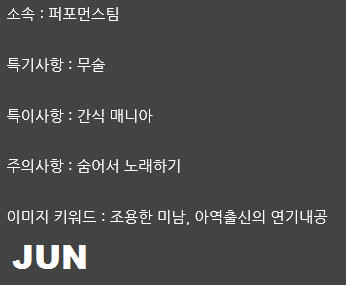 소속 : 퍼포먼스팀
특기사항 : 무술
특이사항 : 간식 매니아
주의사항 : 숨어서 노래하기
이미지 키워드 : 조용한 미남, 아역출신의 연기내공
JUN